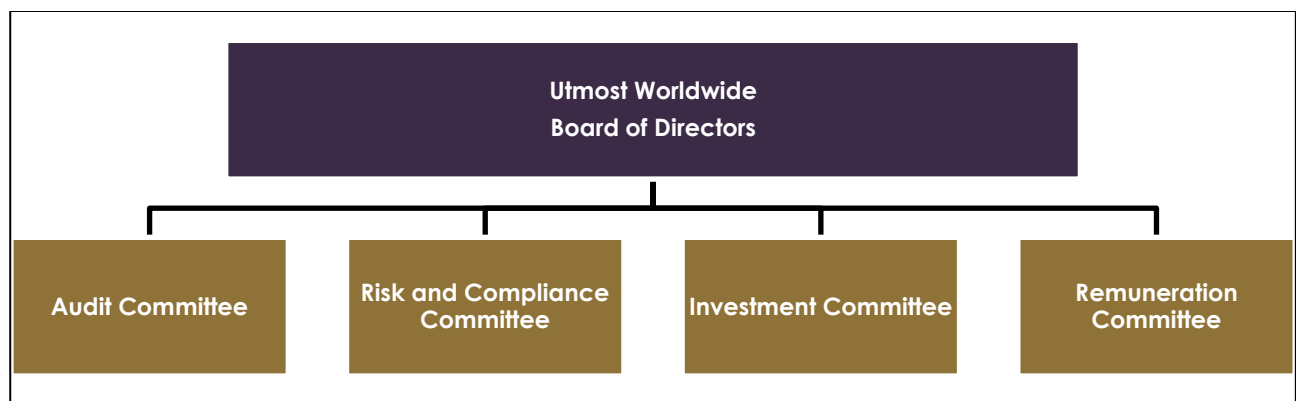 Utmost Worldwide
Board of Directors
Audit Committee
Risk and Compliance
Committee
Investment Committee
Remuneration
Committee